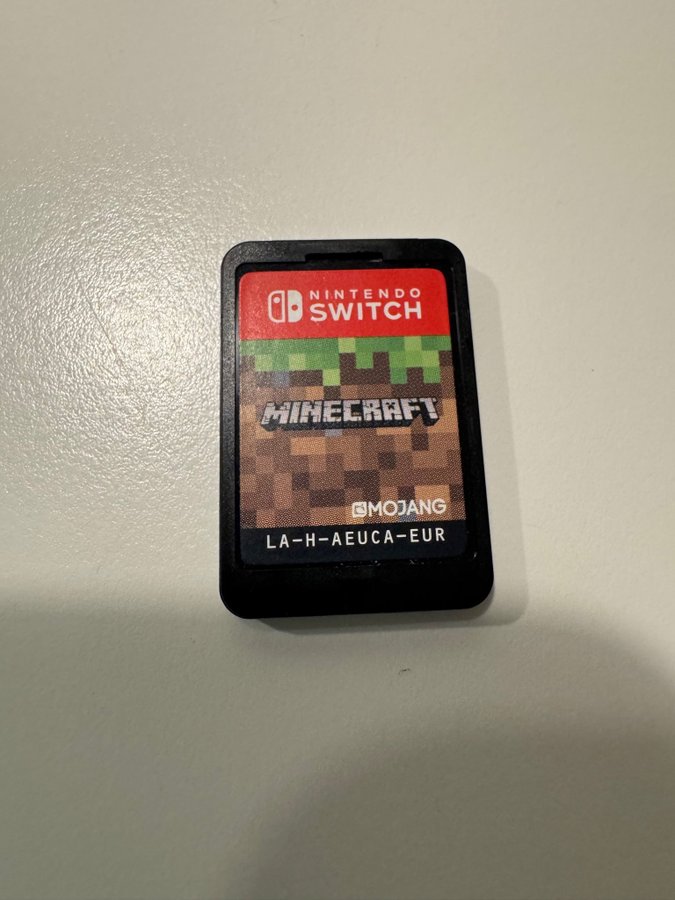 NINTENDO
SWITCH
MINECRAFT
MOJANG
LA-H-AEUCA-EUR